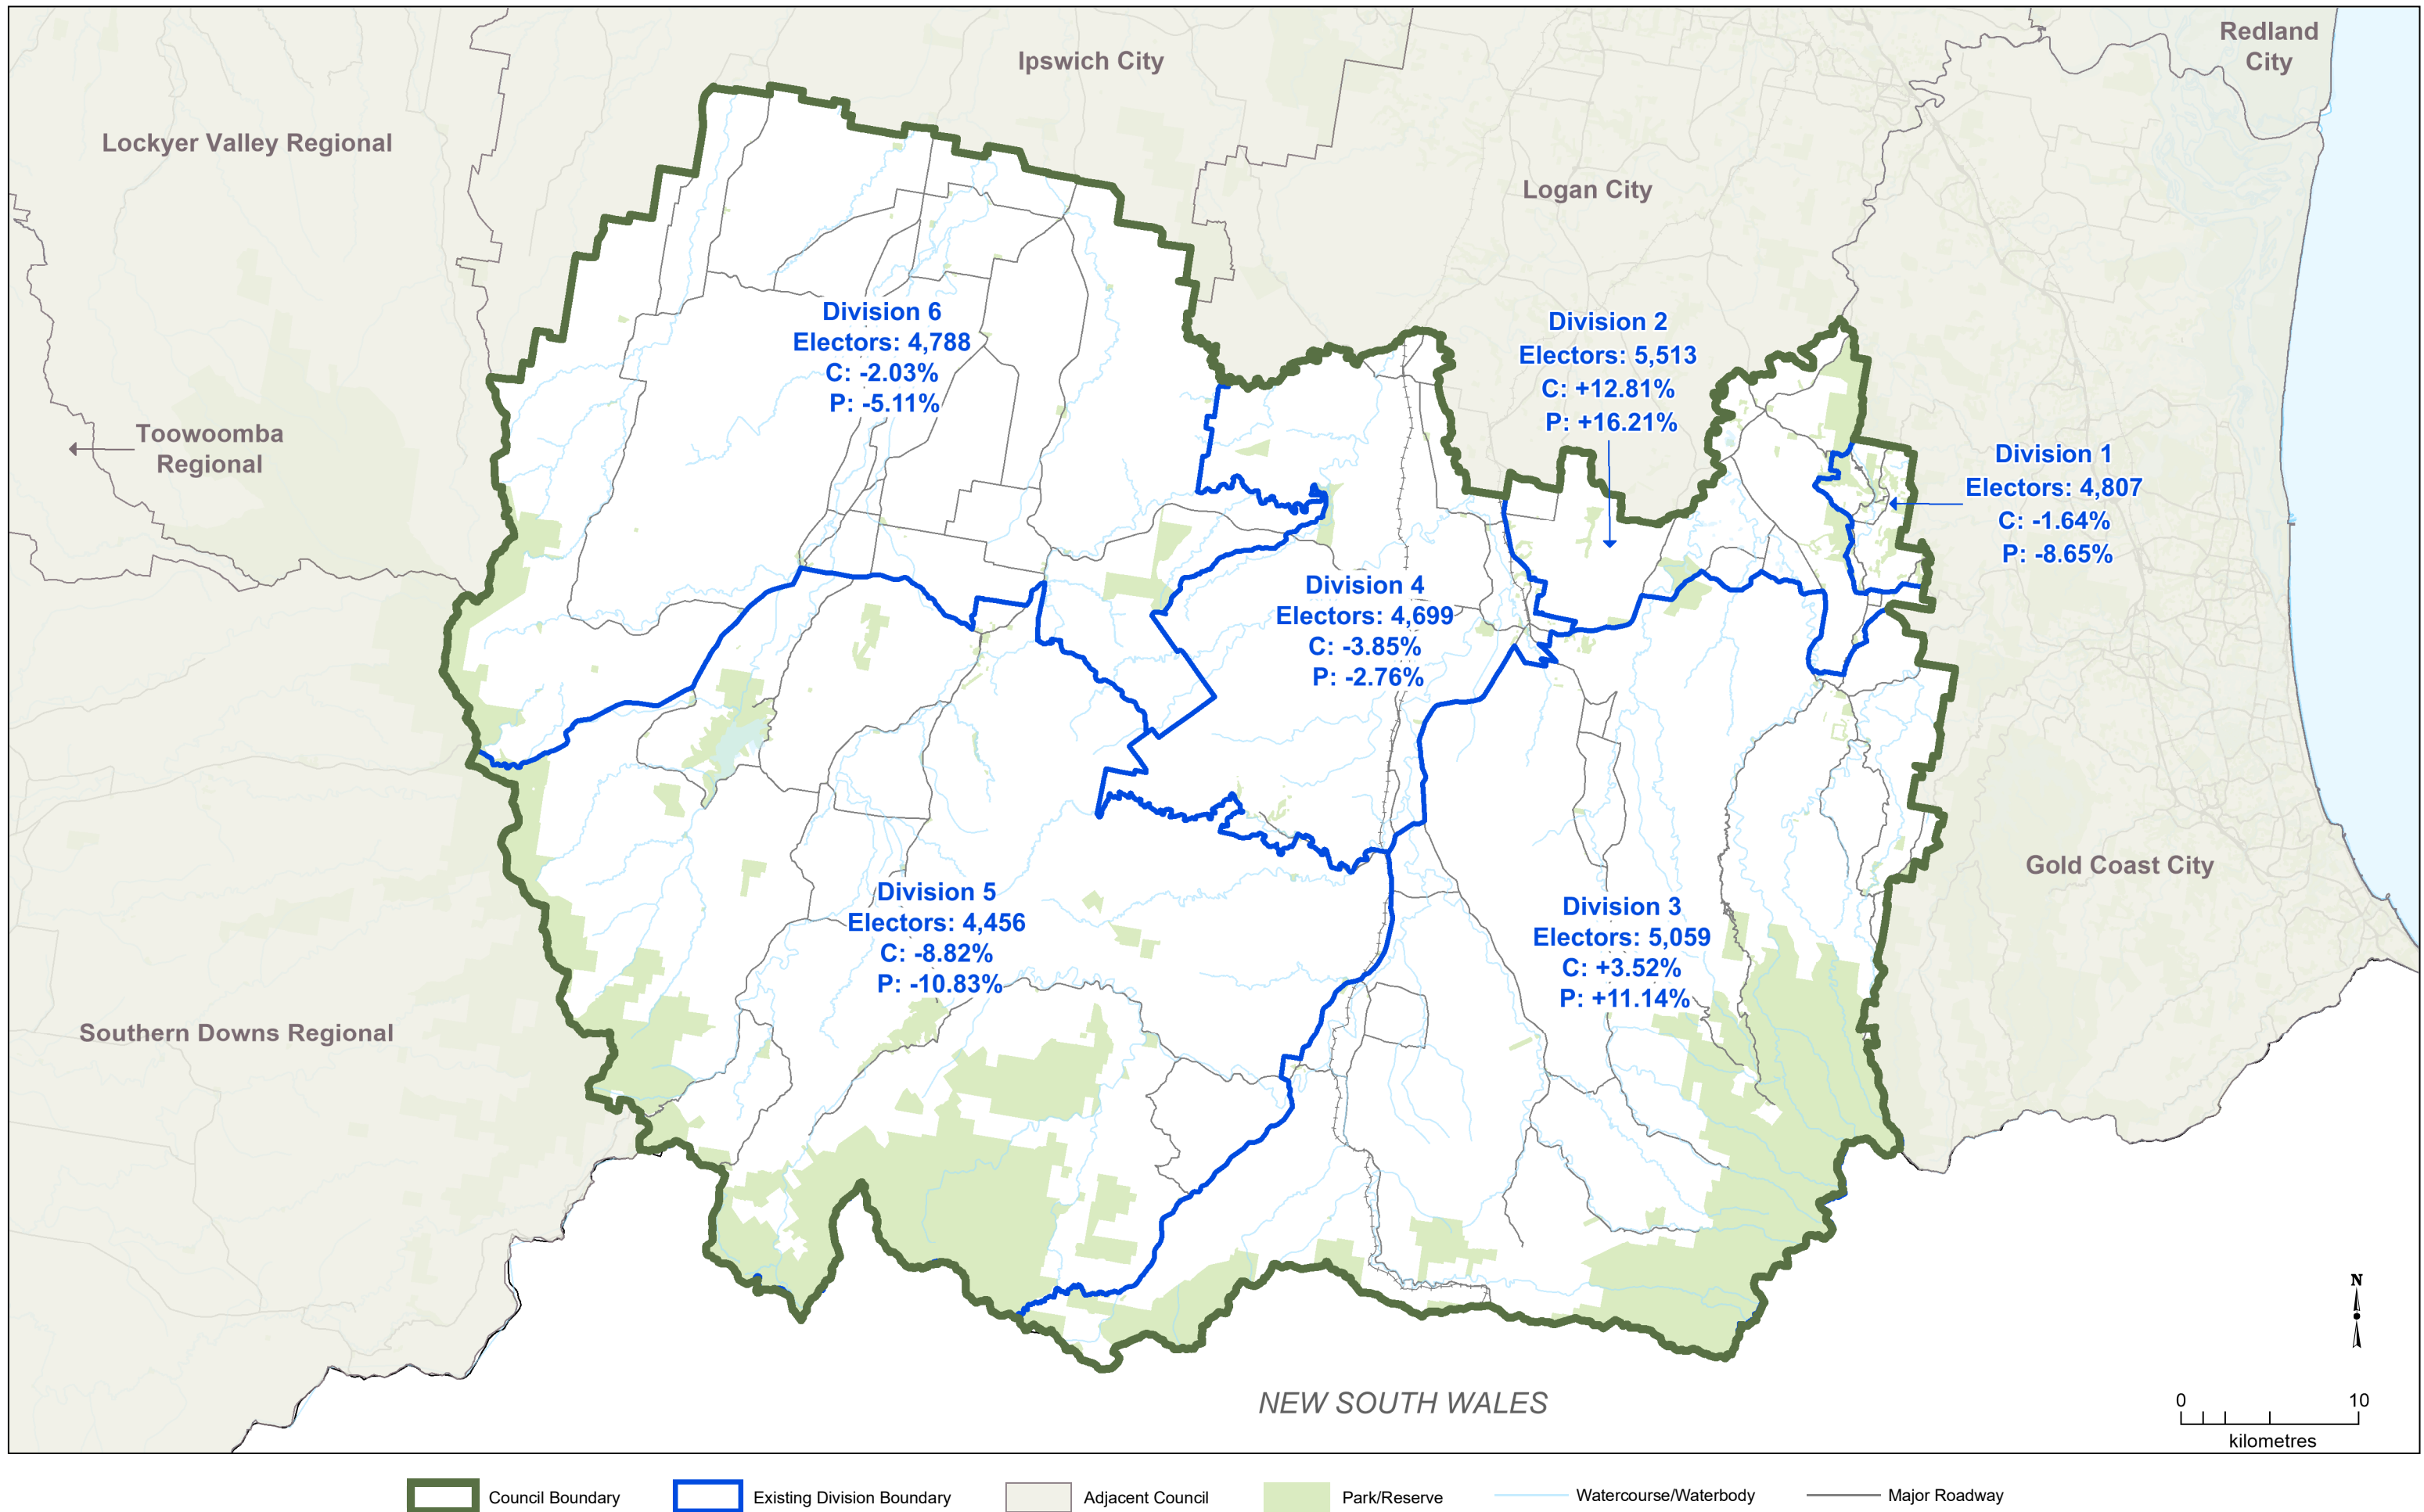 Redland
City
Ipswich City
Lockyer Valley Regional
Logan City
Division 6
Electors: 4,788
C: -2.03%
P: -5.11%
Division 2
Electors: 5,513
C: +12.81%
P: +16.21%
Toowoomba
Regional
Division 1
Electors: 4,807
C: -1.64%
P: -8.65%
Division 4
Electors: 4,699
C: -3.85%
P: -2.76%
Gold Coast City
Division 5
Electors: 4,456
C: -8.82%
P: -10.83%
Division 3
Electors: 5,059
C: +3.52%
P: +11.14%
Southern Downs Regional
N
NEW SOUTH WALES
0 10
kilometres
Council Boundary
Existing Division Boundary
Adjacent Council
Park/Reserve
Watercourse/Waterbody
Major Roadway